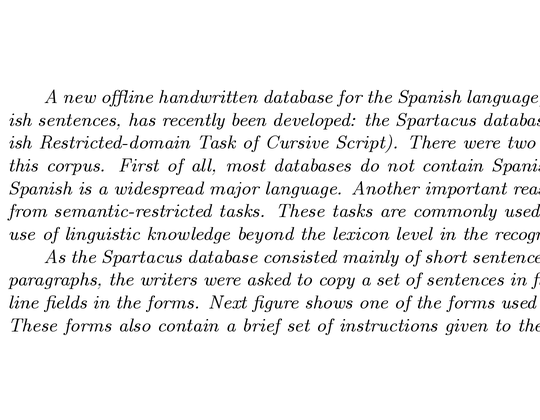 A new offline handwritten database for the Spanish language,
ish sentences, has recently been developed: the Spartacus databas
ish Restricted-domain Task of Cursive Script). There were two
this corpus. First of all, most databases do not contain Spani
Spanish is a widespread major language. Another important rea
from semantic-restricted tasks. These tasks are commonly used
use of linguistic knowledge beyond the lexicon level in the recogn
As the Spartacus database consisted mainly of short sentence
paragraphs, the writers were asked to copy a set of sentences in f
line fields in the forms. Next figure shows one of the forms used
These forms also contain a brief set of instructions given to the